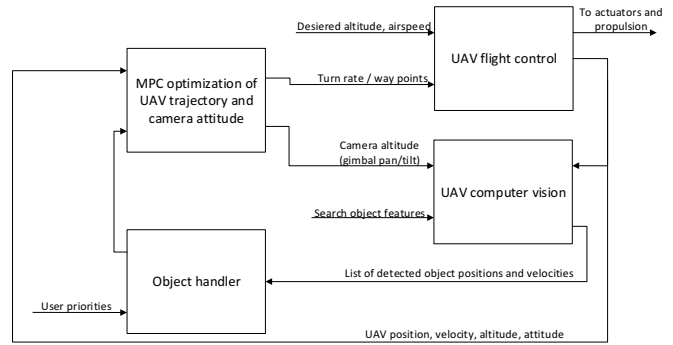 To actuators and
propulsion
Desiered altitude, airspeed
UAV flight control
MPC optimization of
UAV trajectory and
camera attitude
Turn rate / way points
Camera altitude
(gimbal pan/tilt)
UAV computer vision
Search object features
List of detected object positions and velocities
Object handler
User priorities
UAV position, velocity, altitude, attitude